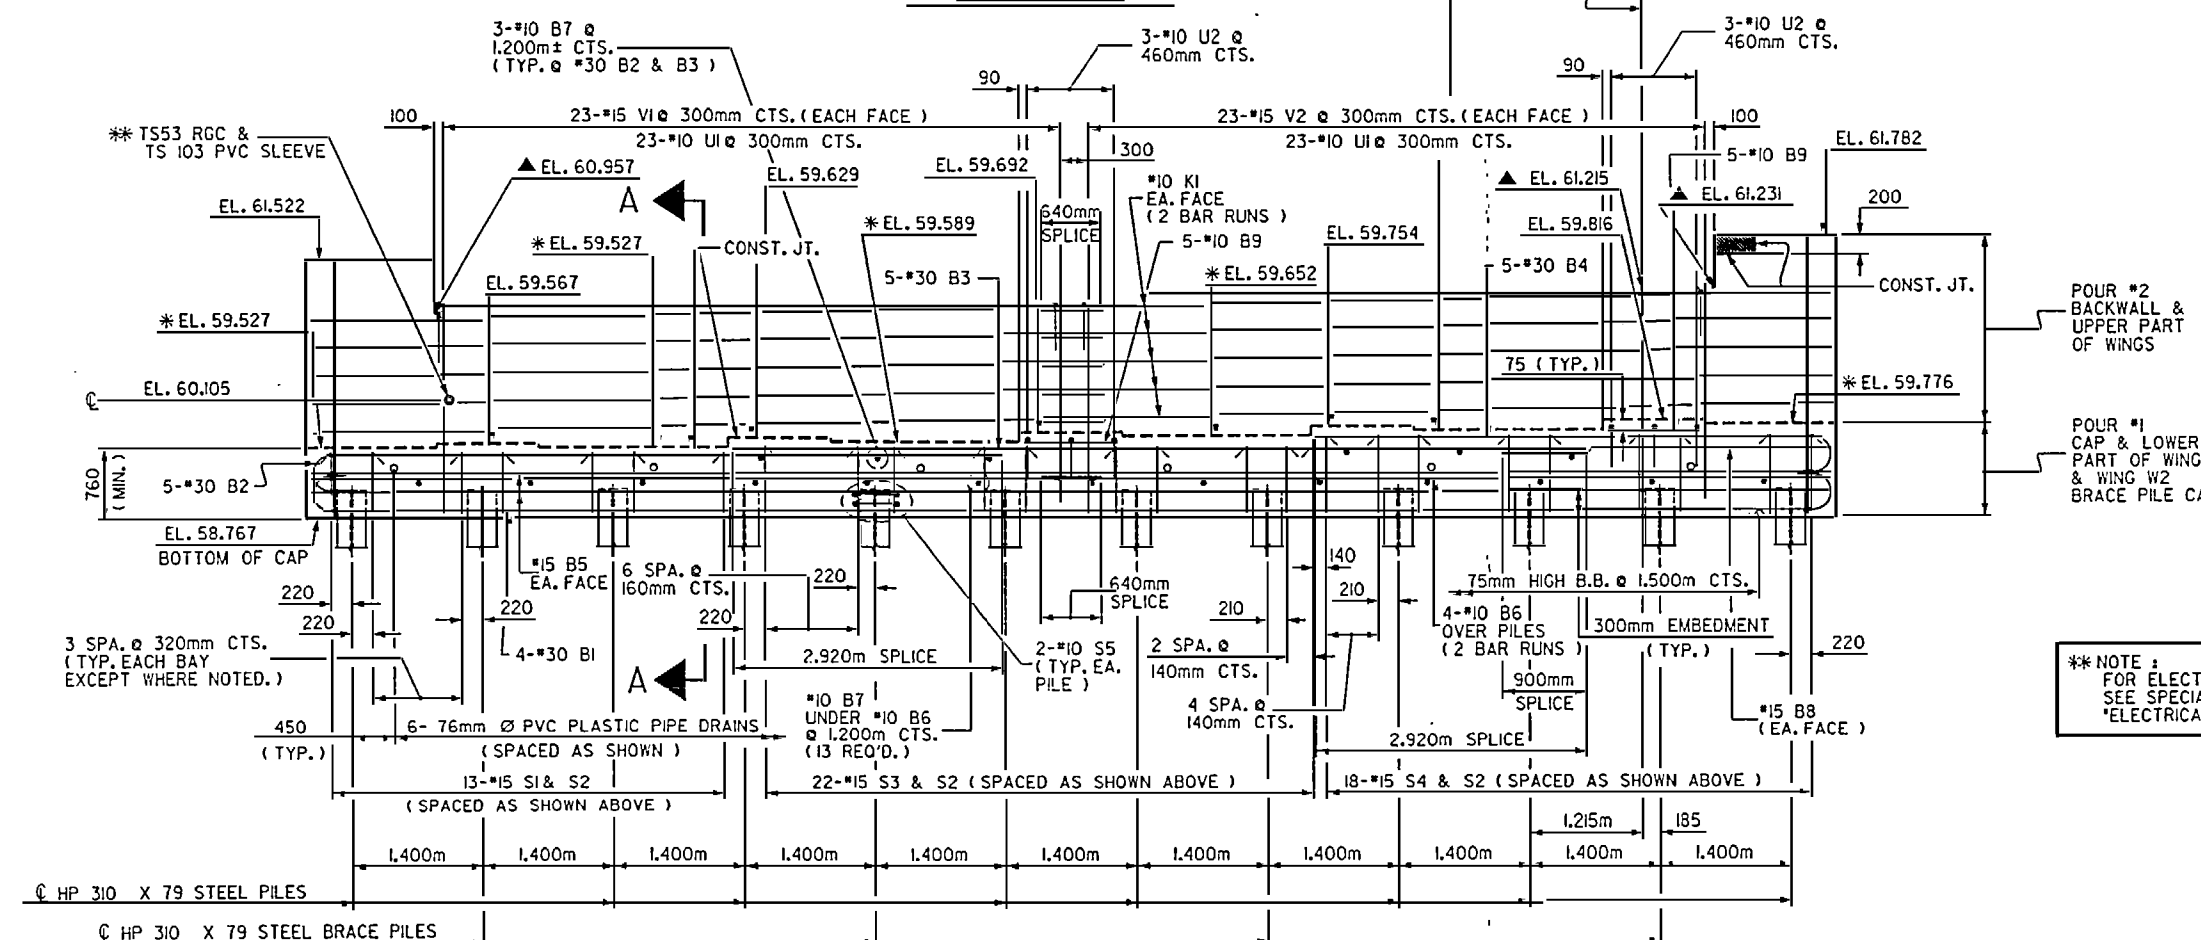 3-#10 B7 @
1.200m± CTS.
(TYP. @ #30 B2 & B3)
3-#10 U2 @
460mm CTS.
3-#10 U2 @
460mm CTS.
90
90
100
23-#15 V1 @ 300mm CTS. (EACH FACE)
23-#10 U1 @ 300mm CTS.
23-#15 V2 @ 300mm CTS. (EACH FACE)
23-#10 U1 @ 300mm CTS.
100
300
** TS53 RGC &
TS 103 PVC SLEEVE
▲ EL. 60.957
EL. 59.629
EL. 59.692
#10 K1
EA. FACE
(2 BAR RUNS)
5-#10 B9
EL. 61.782
▲ EL. 61.215
▲ EL. 61.231
200
A
EL. 61.522
* EL. 59.527
CONST. JT.
* EL. 59.589
640mm
SPLICE
5-#10 B9
EL. 59.754
EL. 59.816
EL. 59.567
5-#30 B3
* EL. 59.652
5-#30 B4
CONST. JT.
* EL. 59.527
POUR #2
BACKWALL &
UPPER PART
OF WINGS
75 (TYP.)
* EL. 59.776
℄
EL. 60.105
POUR #1
CAP & LOWER
PART OF WING
& WING W2
BRACE PILE CA
760
(MIN.)
5-#30 B2
EL. 58.767
BOTTOM OF CAP
#15 B5
EA. FACE
6 SPA. @
160mm CTS.
220
640mm
SPLICE
140
210
210
75mm HIGH B.B. @ 1.500m CTS.
220
220
220
220
3 SPA. @ 320mm CTS.
(TYP. EACH BAY
EXCEPT WHERE NOTED.)
4-#30 B1
2.920m SPLICE
2-#10 S5
(TYP. EA.
PILE)
2 SPA. @
140mm CTS.
4-#10 B6
OVER PILES
(2 BAR RUNS)
300mm EMBEDMENT
(TYP.)
220
A
900mm
SPLICE
** NOTE :
FOR ELECT
SEE SPECIA
"ELECTRICA
#10 B7
UNDER #10 B6
@ 1.200m CTS.
(13 REQ'D.)
4 SPA. @
140mm CTS.
#15 B8
(EA. FACE)
450
(TYP.)
6- 76mm Ø PVC PLASTIC PIPE DRAINS
(SPACED AS SHOWN)
2.920m SPLICE
13-#15 S1 & S2
(SPACED AS SHOWN ABOVE)
22-#15 S3 & S2 (SPACED AS SHOWN ABOVE)
18-#15 S4 & S2 (SPACED AS SHOWN ABOVE)
1.215m
185
1.400m
1.400m
1.400m
1.400m
1.400m
1.400m
1.400m
1.400m
1.400m
1.400m
1.400m
℄ HP 310 X 79 STEEL PILES
℄ HP 310 X 79 STEEL BRACE PILES